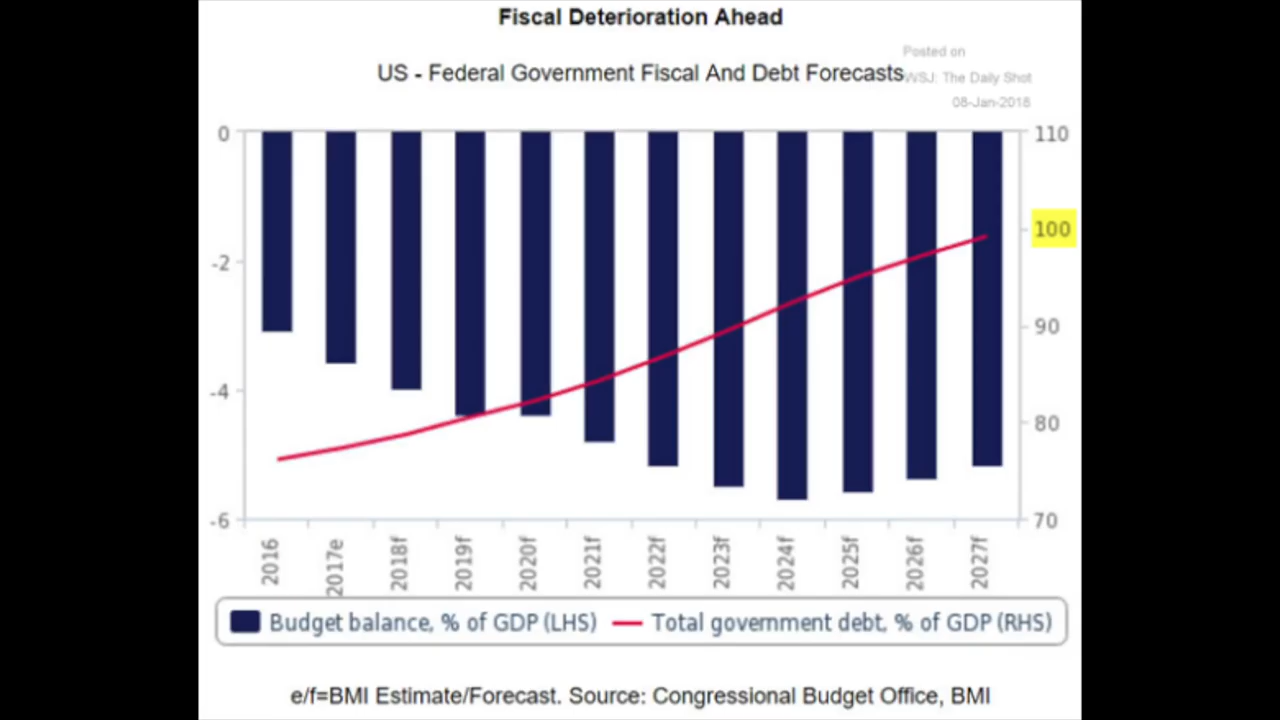 Fiscal Deterioration Ahead
Posted on
US - Federal Government Fiscal And Debt Forecasts WSJ: The Daily Shot
08-Jan-2018
0 110
100
-2
90
-4
80
-6 70
2016 2017e 2018f 2019f 2020f 2021f 2022f 2023f 2024f 2025f 2026f 2027f
Budget balance, % of GDP (LHS) Total government debt, % of GDP (RHS)
e/f=BMI Estimate/Forecast. Source: Congressional Budget Office, BMI